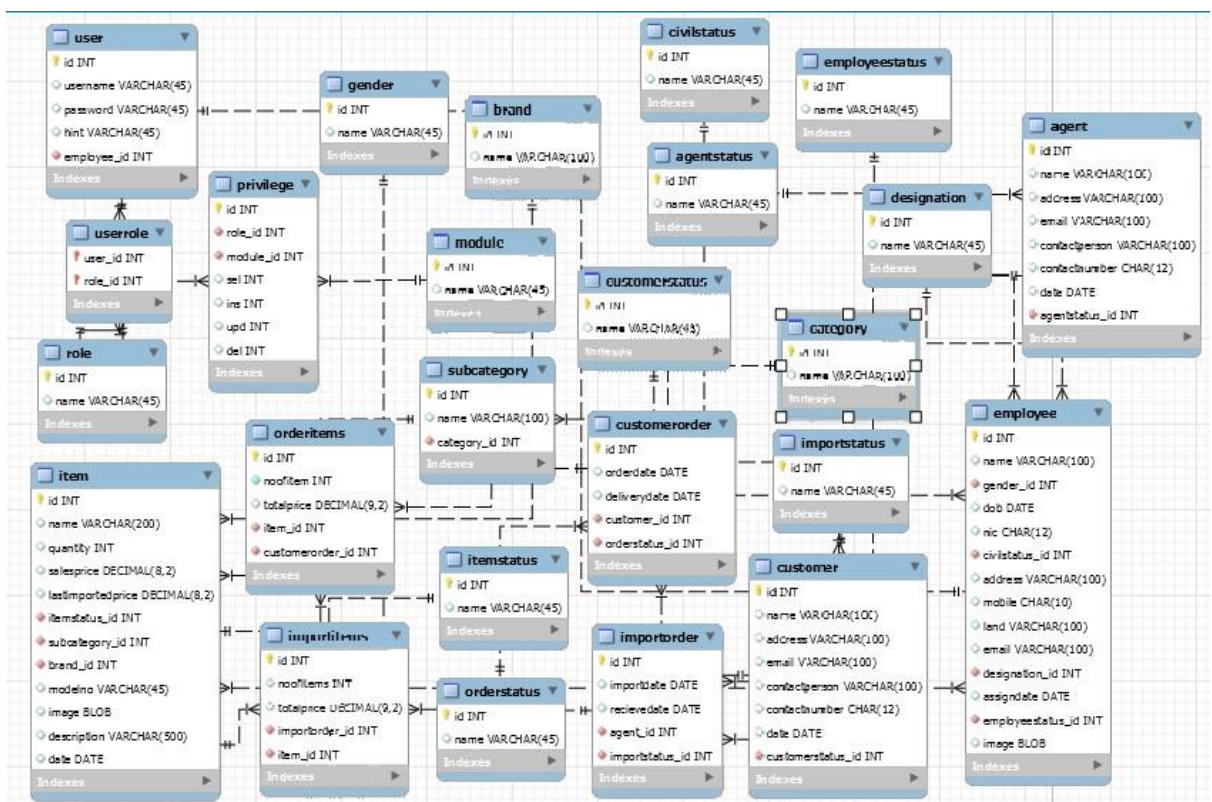 user
id INT
username VARCHAR(45)
password VARCHAR(45)
hint VARCHAR(45)
employee_id INT
Indexes
userrole
user_id INT
role_id INT
Indexes
role
id INT
name VARCHAR(45)
Indexes
privilege
id INT
role_id INT
module_id INT
sel INT
ins INT
upd INT
del INT
Indexes
gender
id INT
name VARCHAR(45)
Indexes
brand
id INT
name VARCHAR(100)
Indexes
module
id INT
name VARCHAR(45)
Indexes
subcategory
id INT
name VARCHAR(100)
category_id INT
Indexes
civilstatus
id INT
name VARCHAR(45)
Indexes
agentstatus
id INT
name VARCHAR(45)
Indexes
employeestatus
id INT
name VARCHAR(45)
Indexes
designation
id INT
name VARCHAR(45)
Indexes
agent
id INT
name VARCHAR(100)
address VARCHAR(100)
email VARCHAR(100)
contactperson VARCHAR(100)
contactnumber CHAR(12)
date DATE
agentstatus_id INT
Indexes
customerstatus
id INT
name VARCHAR(45)
Indexes
category
id INT
name VARCHAR(100)
Indexes
item
id INT
name VARCHAR(200)
quantity INT
salesprice DECIMAL(8,2)
lastimportedprice DECIMAL(8,2)
itemstatus_id INT
subcategory_id INT
brand_id INT
modelno VARCHAR(45)
image BLOB
description VARCHAR(500)
date DATE
Indexes
orderitems
id INT
noofitem INT
totalprice DECIMAL(9,2)
item_id INT
customerorder_id INT
Indexes
importitems
id INT
noofitems INT
totalprice DECIMAL(9,2)
importorder_id INT
item_id INT
Indexes
itemstatus
id INT
name VARCHAR(45)
Indexes
orderstatus
id INT
name VARCHAR(45)
Indexes
customerorder
id INT
orderdate DATE
deliverydate DATE
customer_id INT
orderstatus_id INT
Indexes
importorder
id INT
importdate DATE
recievedate DATE
agent_id INT
importstatus_id INT
Indexes
importstatus
id INT
name VARCHAR(45)
Indexes
customer
id INT
name VARCHAR(100)
address VARCHAR(100)
email VARCHAR(100)
contactperson VARCHAR(100)
contactnumber CHAR(12)
customerstatus_id INT
Indexes
employee
id INT
name VARCHAR(100)
gender_id INT
dob DATE
nic CHAR(12)
civilstatus_id INT
address VARCHAR(100)
mobile CHAR(10)
land VARCHAR(100)
email VARCHAR(100)
designation_id INT
assigndate DATE
employeestatus_id INT
image BLOB
Indexes